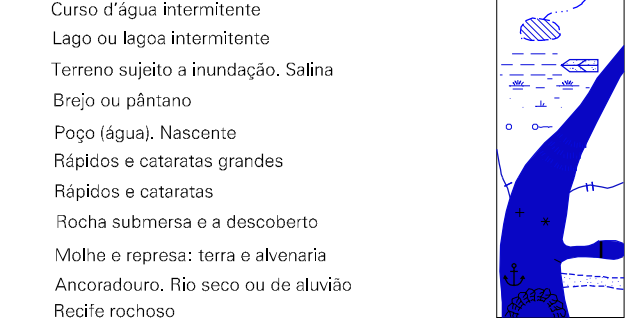 Curso d'água intermitente
Lago ou lagoa intermitente
Terreno sujeito a inundação. Salina
Brejo ou pântano
Poço (água). Nascente
Rápidos e cataratas grandes
Rápidos e cataratas
Rocha submersa e a descoberto
Molhe e represa: terra e alvenaria
Ancoradouro. Rio seco ou de aluvião
Recife rochoso